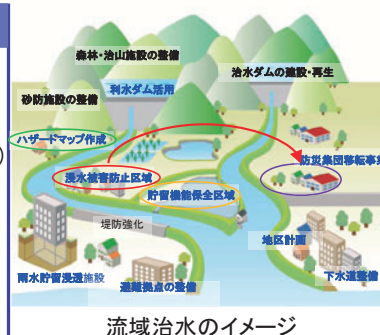 森林・治山施設の整備
治水ダムの建設・再生
利水ダム活用
砂防施設の整備
ハザードマップ作成
)
防災集団移転事業
浸水被害防止区域
貯留機能保全区域
堤防強化
地区計画
雨水貯留浸透施設
避難拠点の整備
下水道整備
流域治水のイメージ